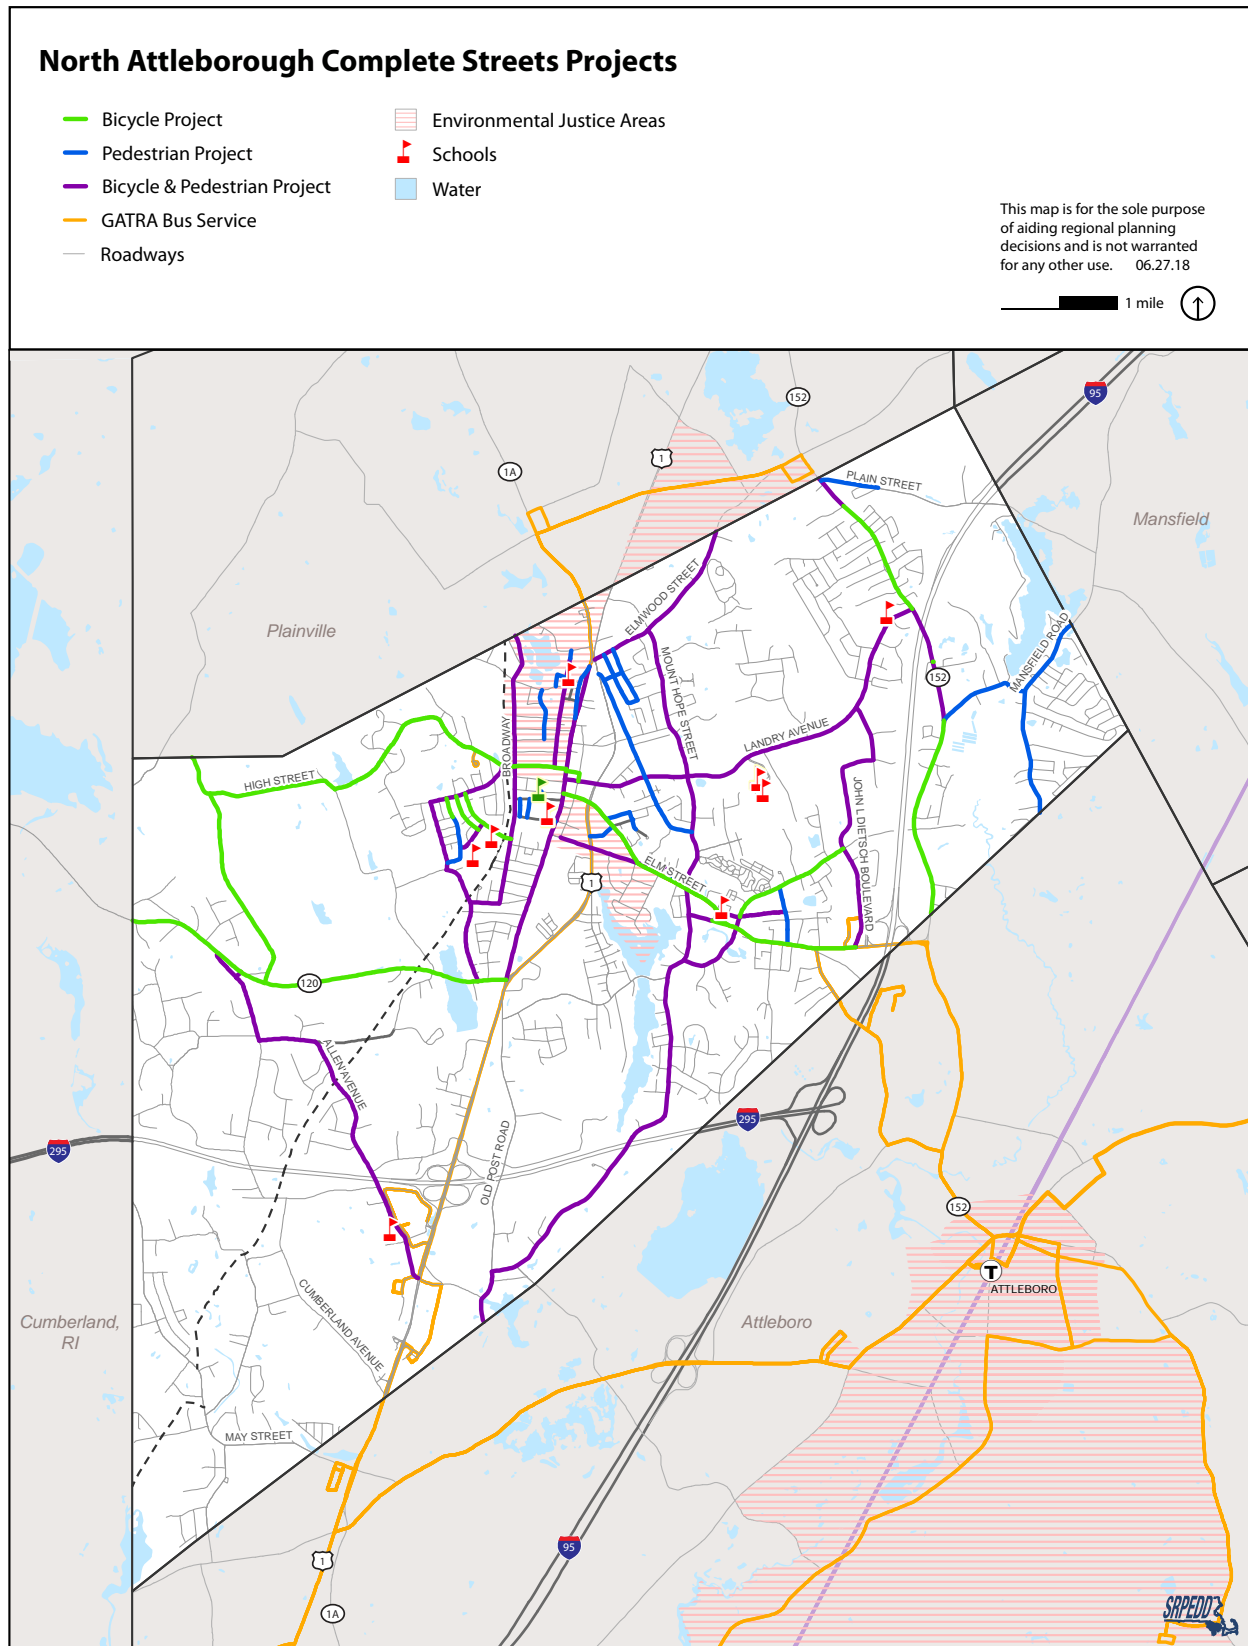 North Attleborough Complete Streets Projects
Bicycle Project
Pedestrian Project
Bicycle & Pedestrian Project
GATRA Bus Service
Roadways
Environmental Justice Areas
Schools
Water
This map is for the sole purpose
of aiding regional planning
decisions and is not warranted
for any other use. 06.27.18
1 mile
95
152
1
1A
PLAIN STREET
Mansfield
ELMWOOD STREET
Plainville
MANSFIELD ROAD
MOUNT HOPE STREET
152
BROADWAY
LANDRY AVENUE
HIGH STREET
JOHN L DIETSCH BOULEVARD
ELM STREET
1
120
ALLEN AVENUE
295
295
OLD POST ROAD
152
T
ATTLEBORO
CUMBERLAND AVENUE
Cumberland,
RI
Attleboro
MAY STREET
95
1
1A
SRPEDD